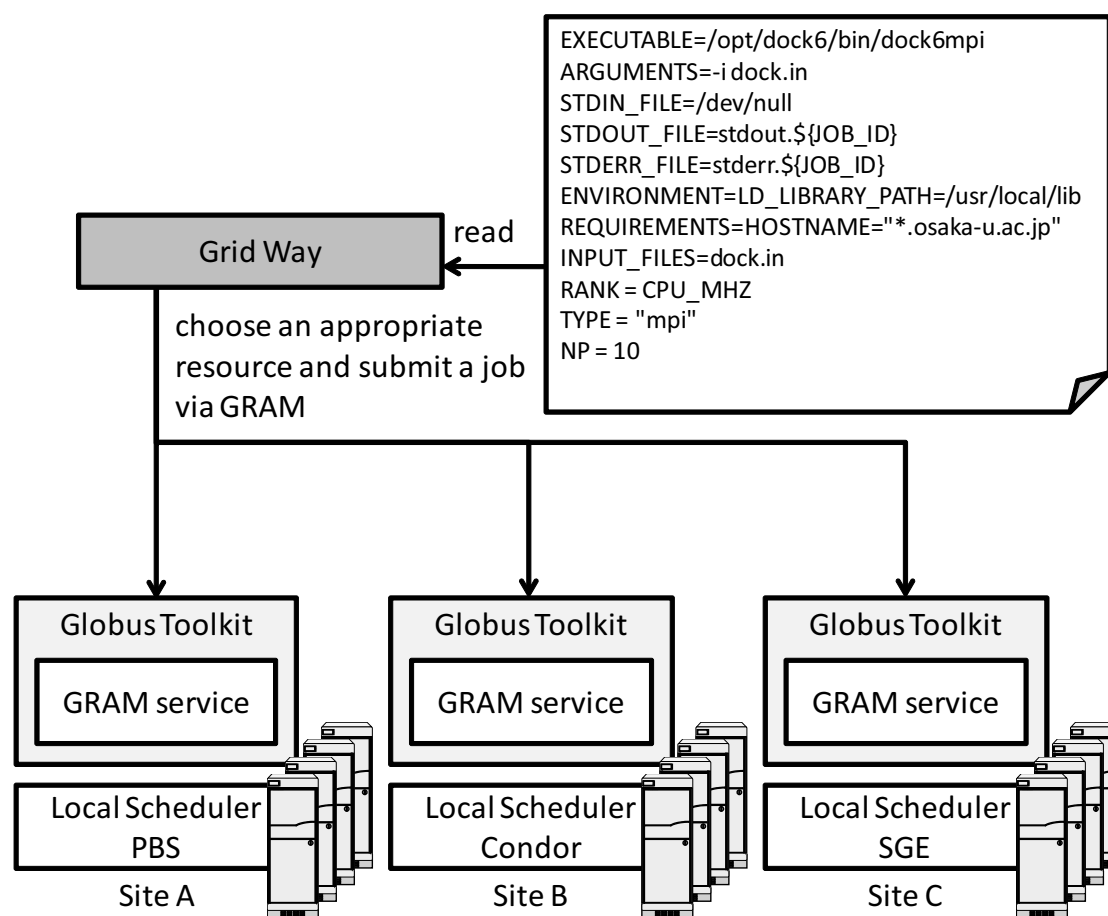 EXECUTABLE=/opt/dock6/bin/dock6mpi
ARGUMENTS=-i dock.in
STDIN_FILE=/dev/null
STDOUT_FILE=stdout.${JOB_ID}
STDERR_FILE=stderr.${JOB_ID}
ENVIRONMENT=LD_LIBRARY_PATH=/usr/local/lib
REQUIREMENTS=HOSTNAME="*.osaka-u.ac.jp"
INPUT_FILES=dock.in
RANK = CPU_MHZ
TYPE = "mpi"
NP = 10
Grid Way
read
choose an appropriate
resource and submit a job
via GRAM
Globus Toolkit
GRAM service
Local Scheduler
PBS
Site A
Globus Toolkit
GRAM service
Local Scheduler
Condor
Site B
Globus Toolkit
GRAM service
Local Scheduler
SGE
Site C